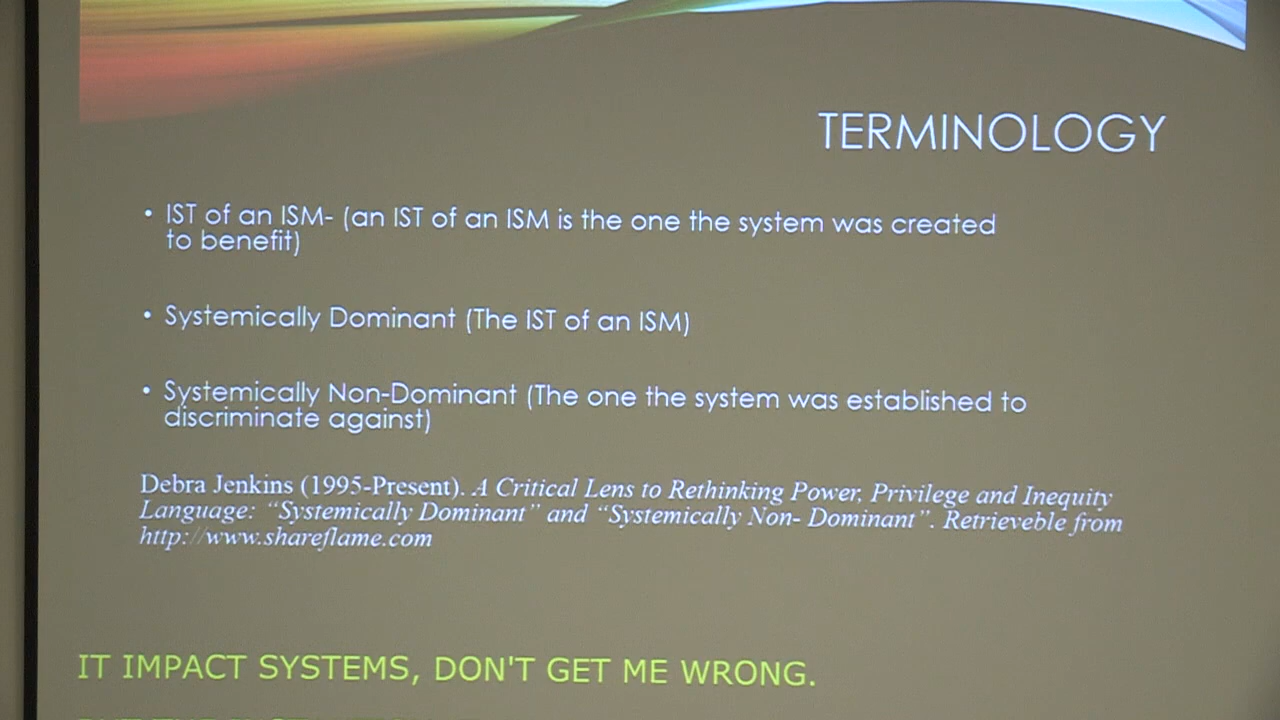 TERMINOLOGY
• IST of an ISM- (an IST of an ISM is the one the system was created
to benefit)
• Systemically Dominant (The IST of an ISM)
• Systemically Non-Dominant (The one the system was established to
discriminate against)
Debra Jenkins (1995-Present). A Critical Lens to Rethinking Power, Privilege and Inequity
Language: “Systemically Dominant” and “Systemically Non- Dominant”. Retrieveble from
http://www.shareflame.com
IT IMPACT SYSTEMS, DON'T GET ME WRONG.